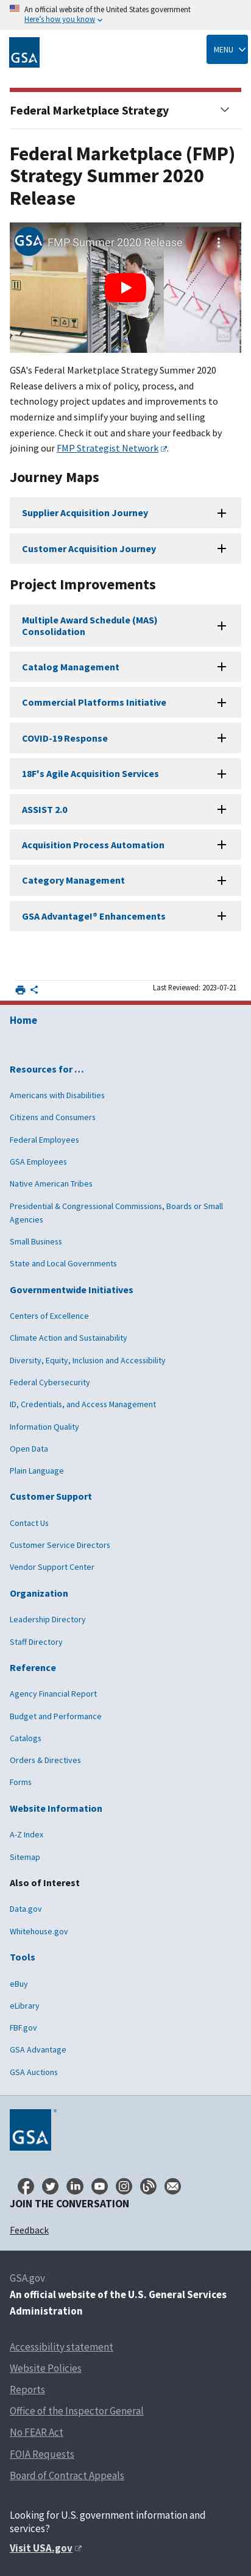 An official website of the United States government
Here's how you know
GSA
MENU
Federal Marketplace Strategy
Federal Marketplace (FMP)
Strategy Summer 2020
Release
GSA
FMP Summer 2020 Release
GSA's Federal Marketplace Strategy Summer 2020
Release delivers a mix of policy, process, and
technology project updates and improvements to
modernize and simplify your buying and selling
experience. Check it out and share your feedback by
joining our FMP Strategist Network.
Journey Maps
Supplier Acquisition Journey
Customer Acquisition Journey
Project Improvements
Multiple Award Schedule (MAS)
Consolidation
Catalog Management
Commercial Platforms Initiative
COVID-19 Response
18F's Agile Acquisition Services
ASSIST 2.0
Acquisition Process Automation
Category Management
GSA Advantage!® Enhancements
Last Reviewed: 2023-07-21
Home
Resources for …
Americans with Disabilities
Citizens and Consumers
Federal Employees
GSA Employees
Native American Tribes
Presidential & Congressional Commissions, Boards or Small
Agencies
Small Business
State and Local Governments
Governmentwide Initiatives
Centers of Excellence
Climate Action and Sustainability
Diversity, Equity, Inclusion and Accessibility
Federal Cybersecurity
ID, Credentials, and Access Management
Information Quality
Open Data
Plain Language
Customer Support
Contact Us
Customer Service Directors
Vendor Support Center
Organization
Leadership Directory
Staff Directory
Reference
Agency Financial Report
Budget and Performance
Catalogs
Orders & Directives
Forms
Website Information
A-Z Index
Sitemap
Also of Interest
Data.gov
Whitehouse.gov
Tools
eBuy
eLibrary
FBF.gov
GSA Advantage
GSA Auctions
GSA
JOIN THE CONVERSATION
Feedback
GSA.gov
An official website of the U.S. General Services
Administration
Accessibility statement
Website Policies
Reports
Office of the Inspector General
No FEAR Act
FOIA Requests
Board of Contract Appeals
Looking for U.S. government information and
services?
Visit USA.gov